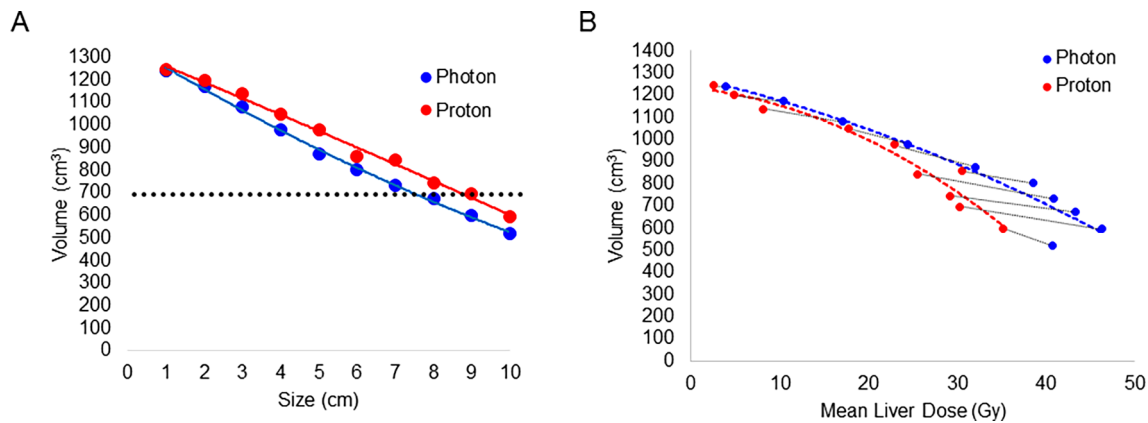 A
1300
1200
1100
1000
900
800
700
600
500
400
300
200
100
0
Volume (cm³)
Photon
Proton
0 1 2 3 4 5 6 7 8 9 10
Size (cm)
B
1400
1300
1200
1100
1000
900
800
700
600
500
400
300
200
100
0
Volume (cm³)
Photon
Proton
0 10 20 30 40 50
Mean Liver Dose (Gy)